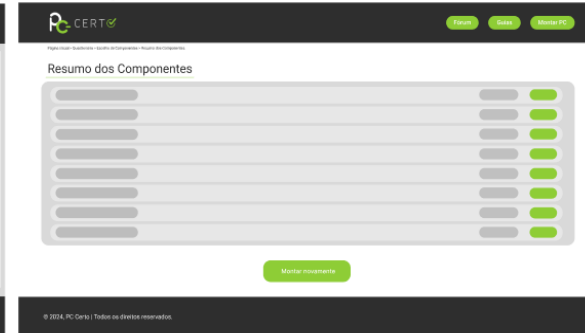 PC CERTO
Fórum Guias Montar PC
Página Inicial > Questionário > Escolha de Componentes > Resumo dos Componentes
Resumo dos Componentes
Montar novamente
© 2024, PC Certo | Todos os direitos reservados.